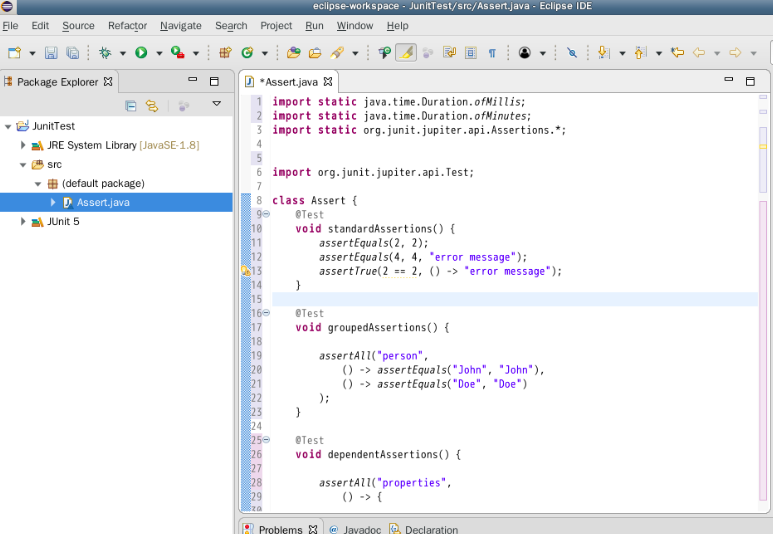 eclipse-workspace - JunitTest/src/Assert.java - Eclipse IDE
File Edit Source Refactor Navigate Search Project Run Window Help
Package Explorer
JunitTest
JRE System Library [JavaSE-1.8]
src
(default package)
Assert.java
JUnit 5
*Assert.java
1 import static java.time.Duration.ofMillis;
2 import static java.time.Duration.ofMinutes;
3 import static org.junit.jupiter.api.Assertions.*;
4
5
6 import org.junit.jupiter.api.Test;
7
8 class Assert {
9 @Test
10 void standardAssertions() {
11 assertEquals(2, 2);
12 assertEquals(4, 4, "error message");
13 assertTrue(2 == 2, () -> "error message");
14 }
15
16 @Test
17 void groupedAssertions() {
18
19 assertAll("person",
20 () -> assertEquals("John", "John"),
21 () -> assertEquals("Doe", "Doe")
22 );
23 }
24
25 @Test
26 void dependentAssertions() {
27
28 assertAll("properties",
29 () -> {
30
Problems Javadoc Declaration